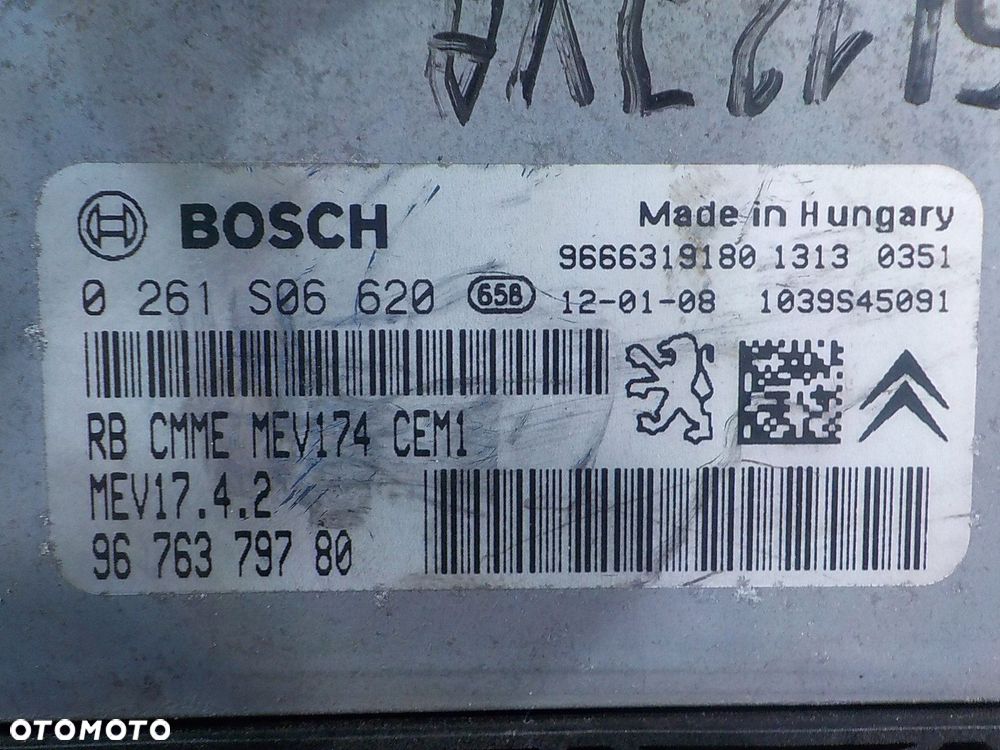 BOSCH
Made in Hungary
9666319180 1313 0351
0 261 S06 620 65B 12-01-08 1039S45091
RB CMME MEV174 CEM1
MEV17.4.2
96 763 797 80
OTOMOTO